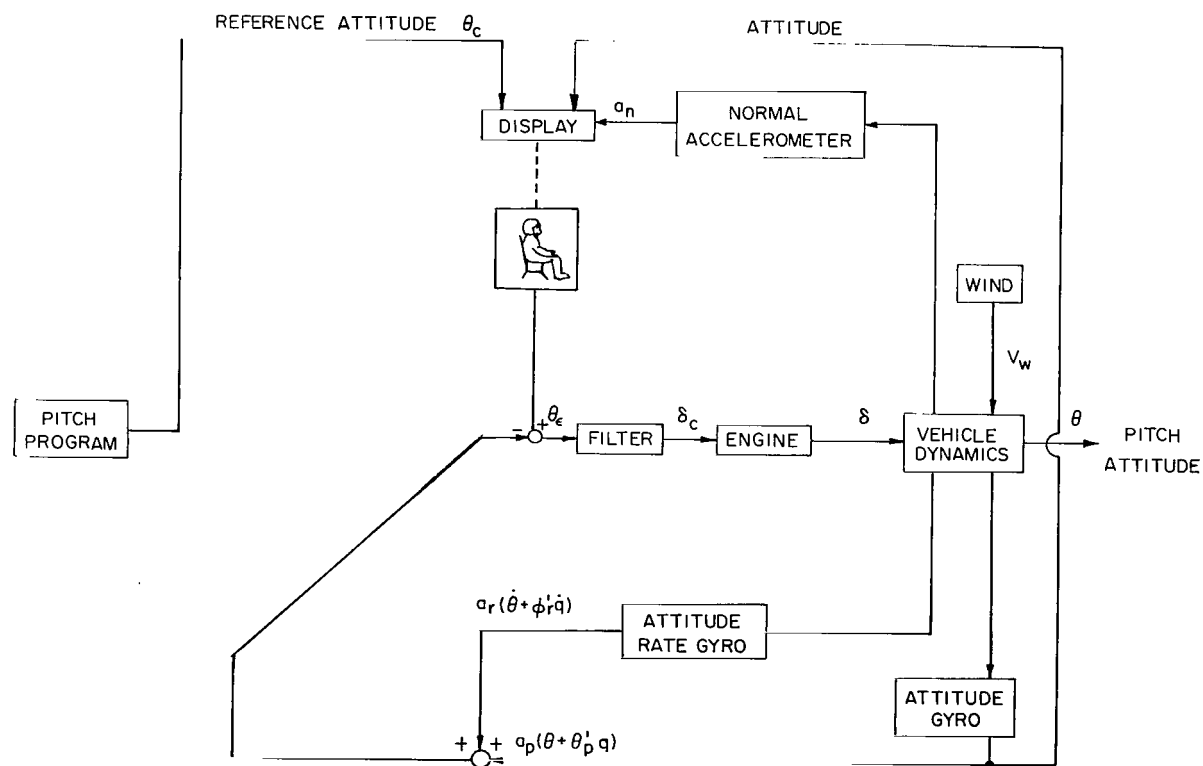 REFERENCE ATTITUDE θc
ATTITUDE
DISPLAY
an
NORMAL
ACCELEROMETER
WIND
Vw
PITCH
PROGRAM
-
+
θϵ
FILTER
δc
ENGINE
δ
VEHICLE
DYNAMICS
θ
PITCH
ATTITUDE
ar(θ̇+ϕ'rq̇)
ATTITUDE
RATE GYRO
ATTITUDE
GYRO
+ +
ap(θ+θ'p q)